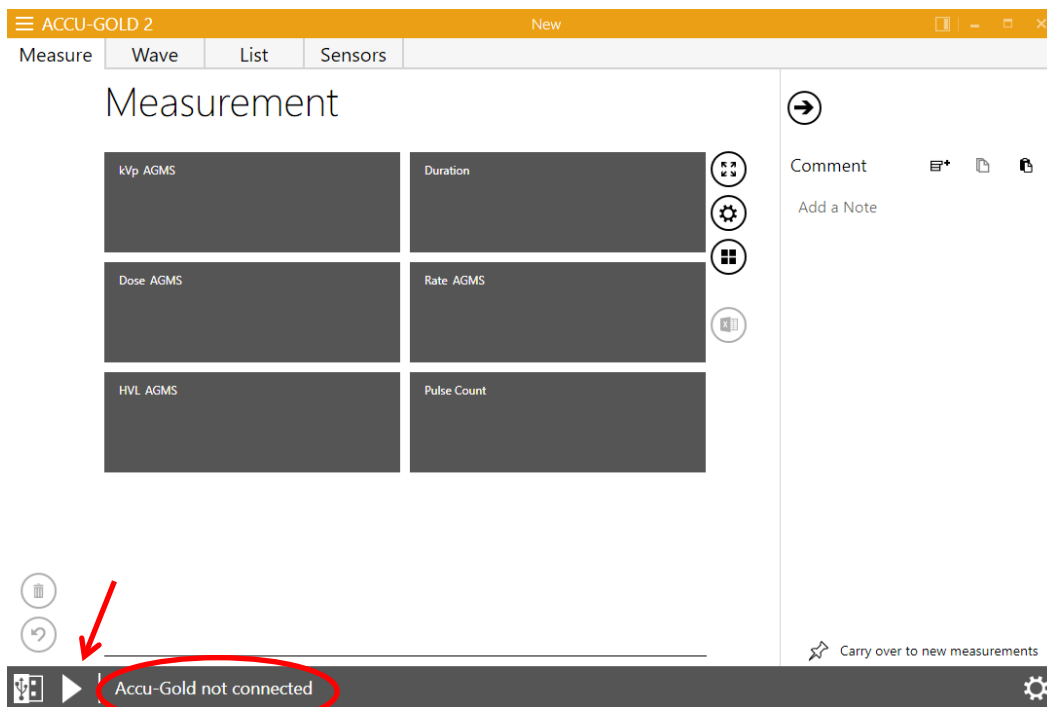 ACCU-GOLD 2
New
Measure Wave List Sensors
Measurement
kVp AGMS
Duration
Dose AGMS
Rate AGMS
HVL AGMS
Pulse Count
Comment
Add a Note
Carry over to new measurements
Accu-Gold not connected